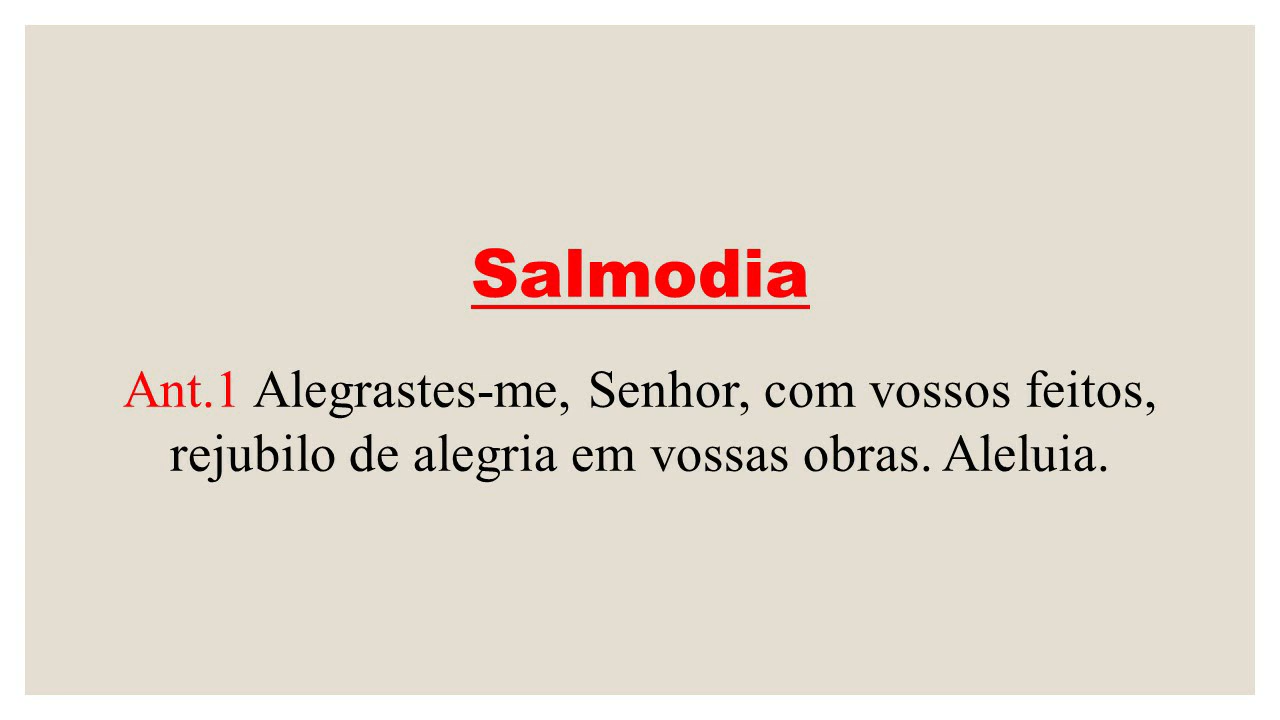 Salmodia
Ant.1 Alegrastes-me, Senhor, com vossos feitos,
rejubilo de alegria em vossas obras. Aleluia.